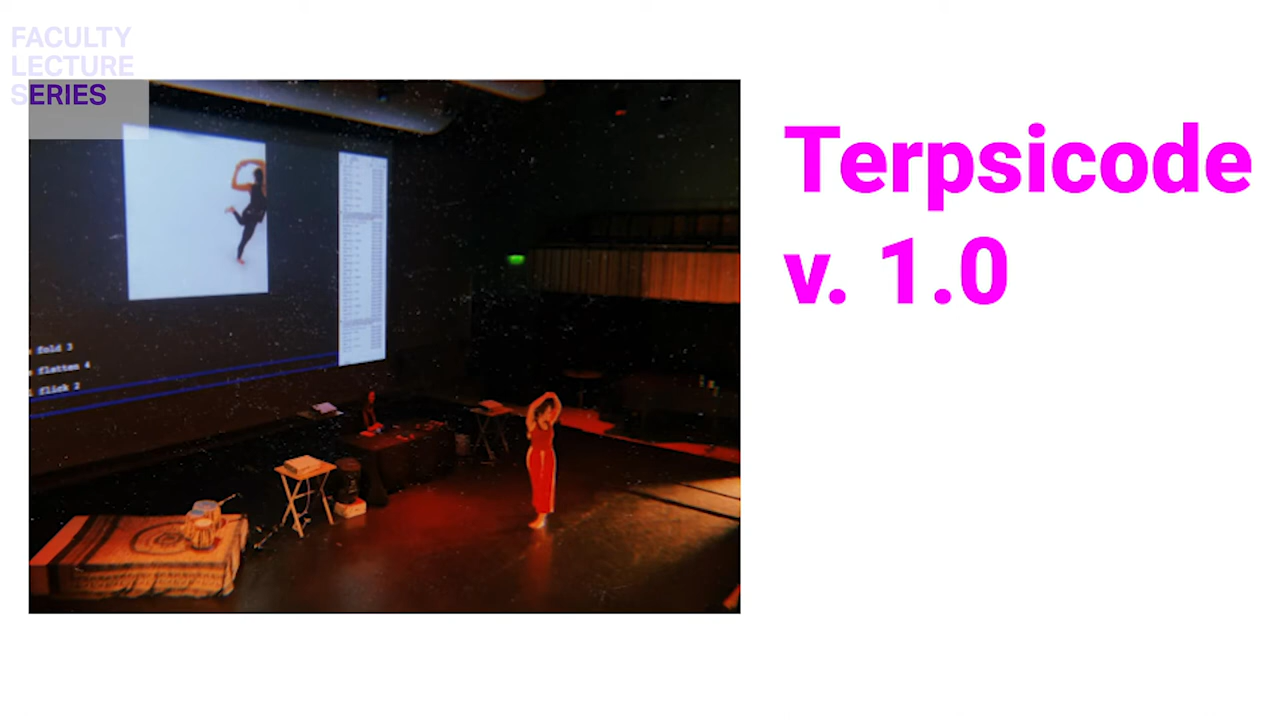 FACULTY
LECTURE
SERIES
Terpsicode
v. 1.0
fold 3
flatten 4
flick 2